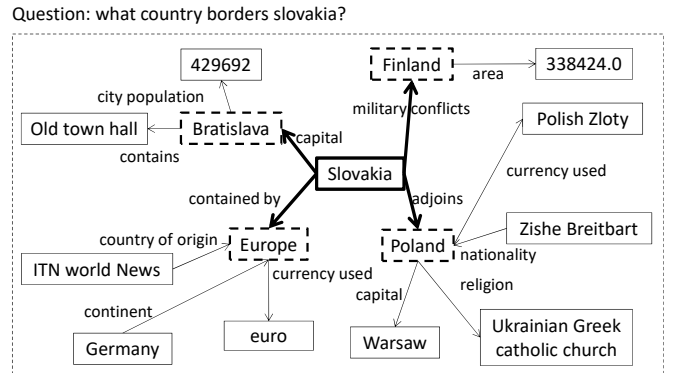 Question: what country borders slovakia?
429692
Finland
area
338424.0
city population
military conflicts
Old town hall
Bratislava
capital
Polish Zloty
contains
Slovakia
currency used
contained by
adjoins
country of origin
Europe
Poland
Zishe Breitbart
nationality
ITN world News
currency used
religion
continent
capital
euro
Warsaw
Ukrainian Greek
catholic church
Germany